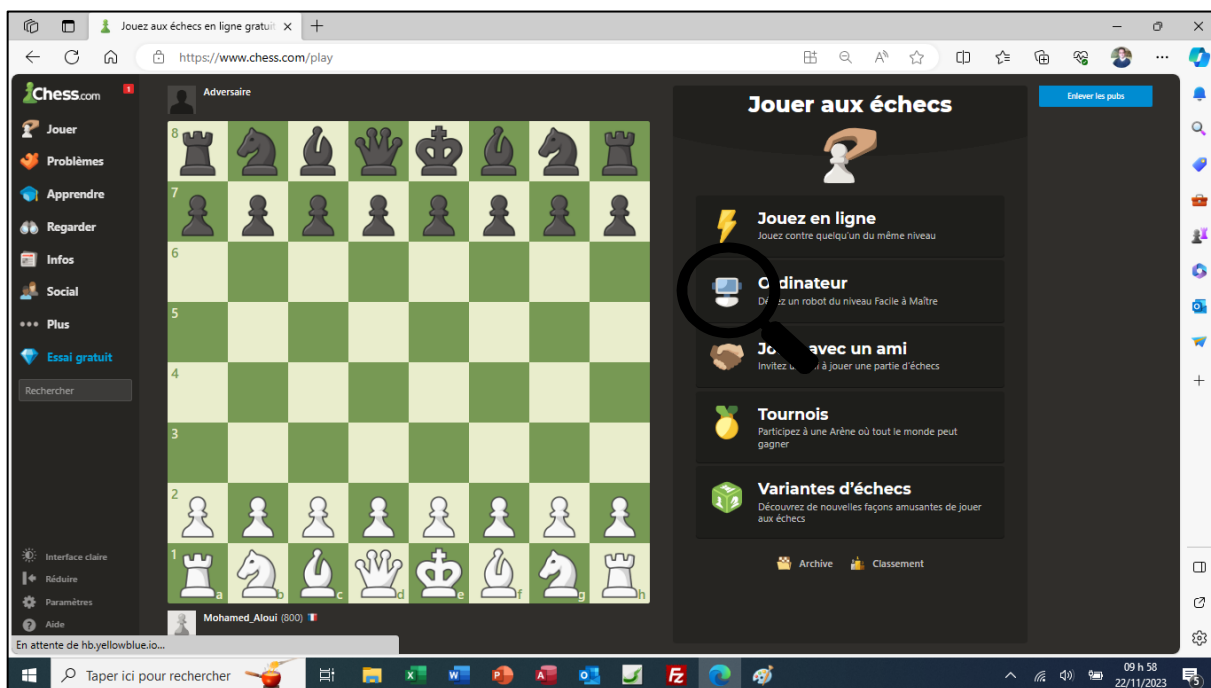 Jouez aux échecs en ligne gratuit
https://www.chess.com/play
Chess.com
1
Jouer
Problèmes
Apprendre
Regarder
Infos
Social
Plus
Essai gratuit
Rechercher
Interface claire
Réduire
Paramètres
Aide
En attente de hb.yellowblue.io...
Adversaire
8
7
6
5
4
3
2
1
a b c d e f g h
Mohamed_Aloui (800)
Jouer aux échecs
Jouez en ligne
Jouez contre quelqu'un du même niveau
Ordinateur
Défiez un robot du niveau Facile à Maître
avec un ami
Invitez un ami à jouer une partie d'échecs
Tournois
Participez à une Arène où tout le monde peut
gagner
Variantes d'échecs
Découvrez de nouvelles façons amusantes de jouer
aux échecs
Archive Classement
Enlever les pubs
Taper ici pour rechercher
09 h 58
22/11/2023
5